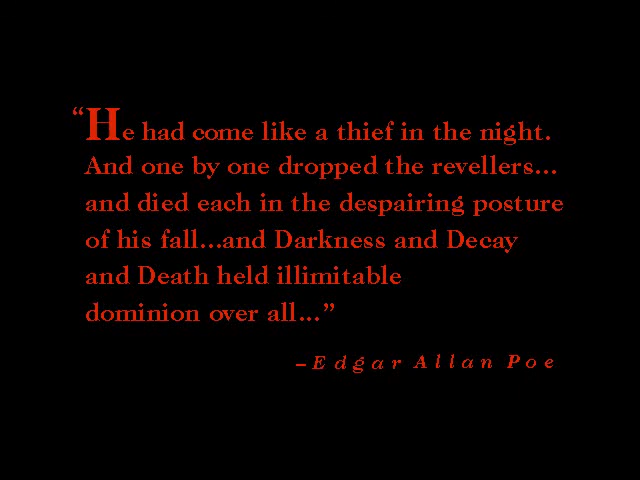 “He had come like a thief in the night.
And one by one dropped the revellers...
and died each in the despairing posture
of his fall...and Darkness and Decay
and Death held illimitable
dominion over all...”
–Edgar Allan Poe